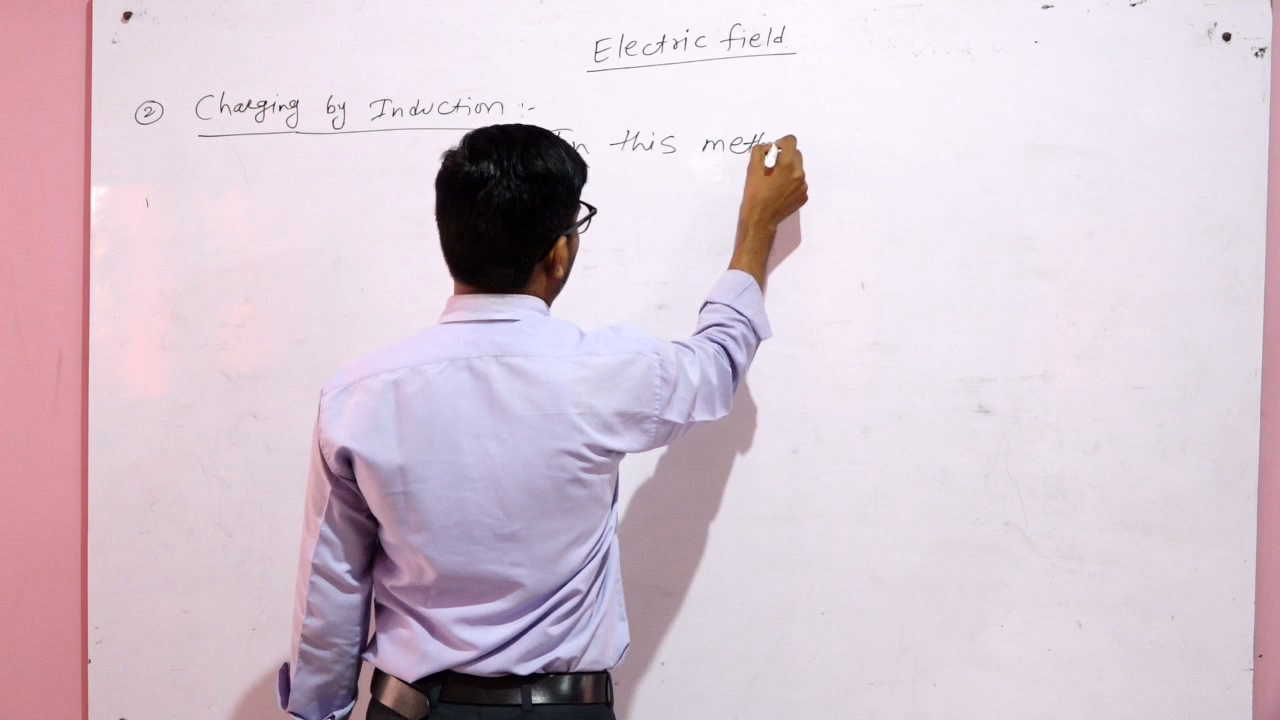 Electric field
② Charging by Induction :-
In this meth